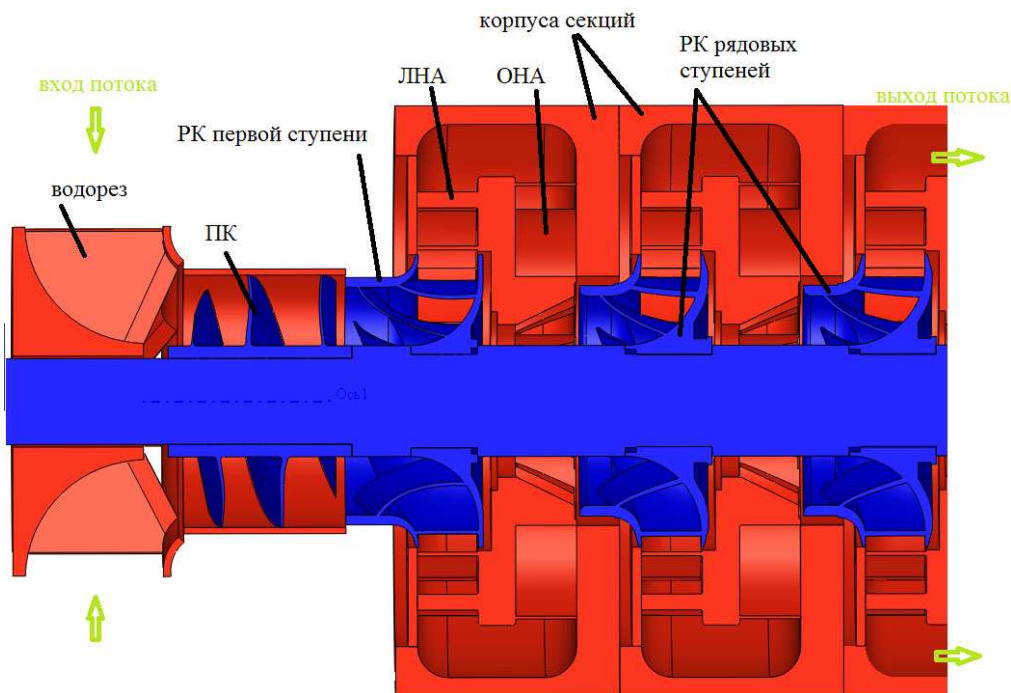 корпуса секций
РК рядовых
ступеней
ЛНА
ОНА
вход потока
выход потока
РК первой ступени
водорез
ПК
Ось1